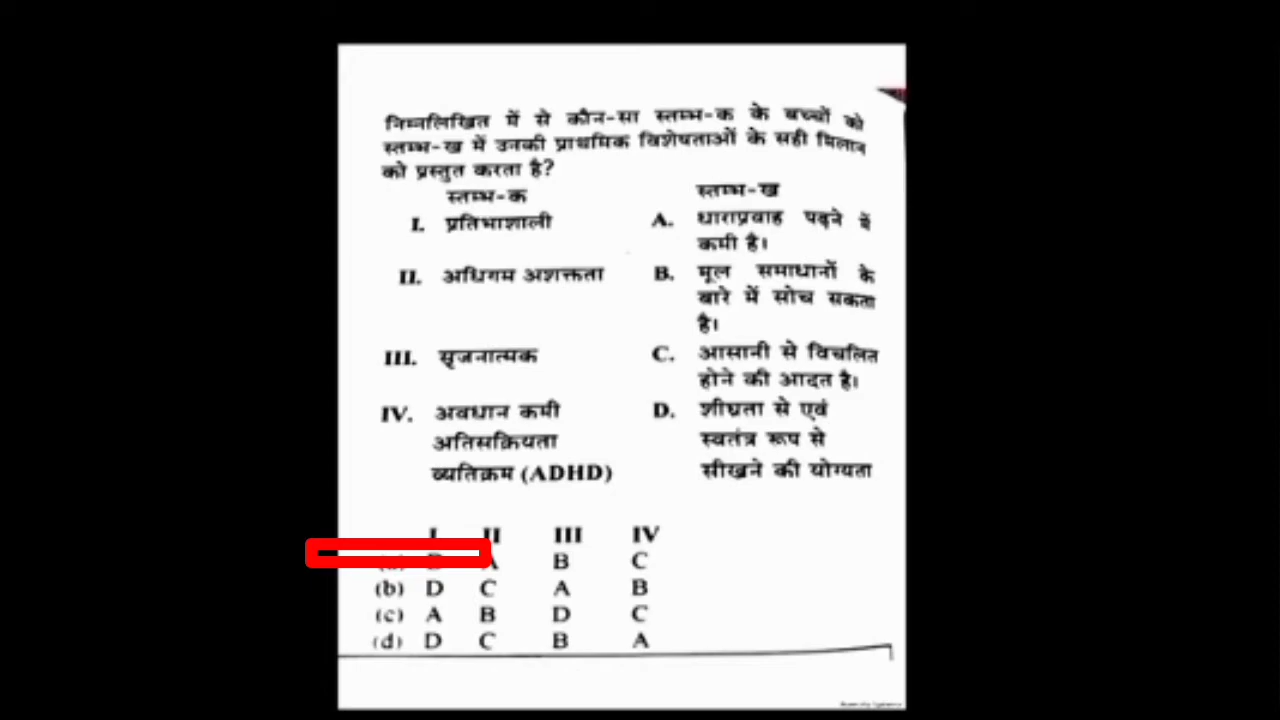 निम्नलिखित में से कौन-सा स्तम्भ-क के बच्चों को
स्तम्भ-ख में उनकी प्राथमिक विशेषताओं के सही मिलान
को प्रस्तुत करता है?
स्तम्भ-क स्तम्भ-ख
I. प्रतिभाशाली A. धाराप्रवाह पढ़ने में
कमी है।
II. अधिगम अशक्तता B. मूल समाधानों के
बारे में सोच सकता
है।
III. सृजनात्मक C. आसानी से विचलित
होने की आदत है।
IV. अवधान कमी D. शीघ्रता से एवं
अतिसक्रियता स्वतंत्र रूप से
व्यतिक्रम (ADHD) सीखने की योग्यता
I II III IV
(a) D A B C
(b) D C A B
(c) A B D C
(d) D C B A